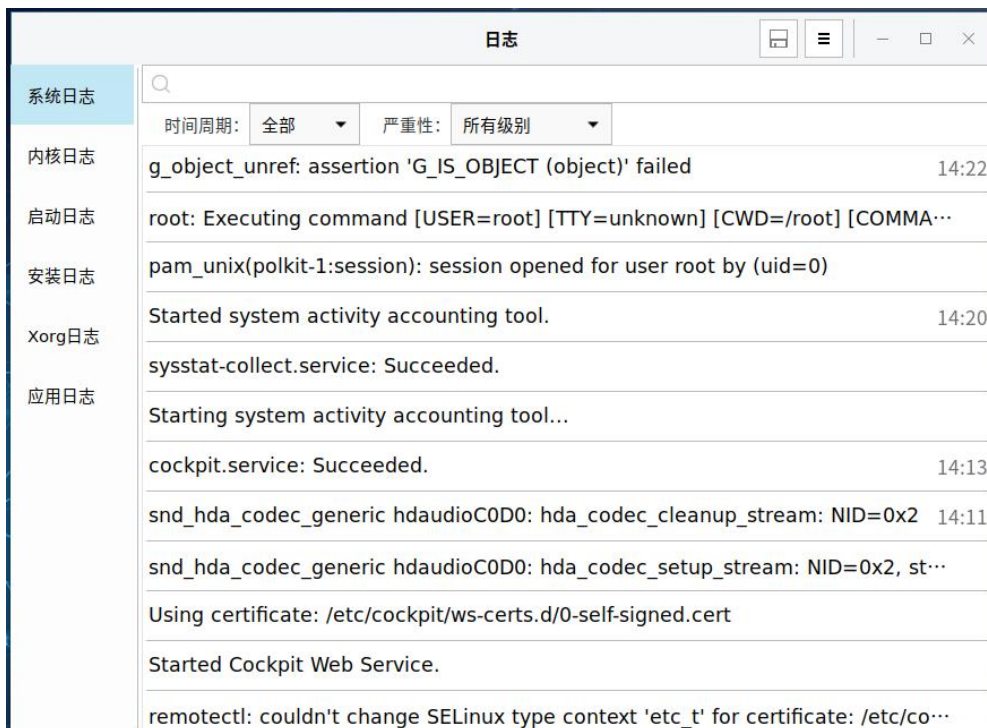 日志
系统日志
内核日志
启动日志
安装日志
Xorg日志
应用日志
时间周期： 全部 严重性： 所有级别
g_object_unref: assertion 'G_IS_OBJECT (object)' failed 14:22
root: Executing command [USER=root] [TTY=unknown] [CWD=/root] [COMMA⋯
pam_unix(polkit-1:session): session opened for user root by (uid=0)
Started system activity accounting tool. 14:20
sysstat-collect.service: Succeeded.
Starting system activity accounting tool...
cockpit.service: Succeeded. 14:13
snd_hda_codec_generic hdaudioC0D0: hda_codec_cleanup_stream: NID=0x2 14:11
snd_hda_codec_generic hdaudioC0D0: hda_codec_setup_stream: NID=0x2, st⋯
Using certificate: /etc/cockpit/ws-certs.d/0-self-signed.cert
Started Cockpit Web Service.
remotectl: couldn't change SELinux type context 'etc_t' for certificate: /etc/co⋯